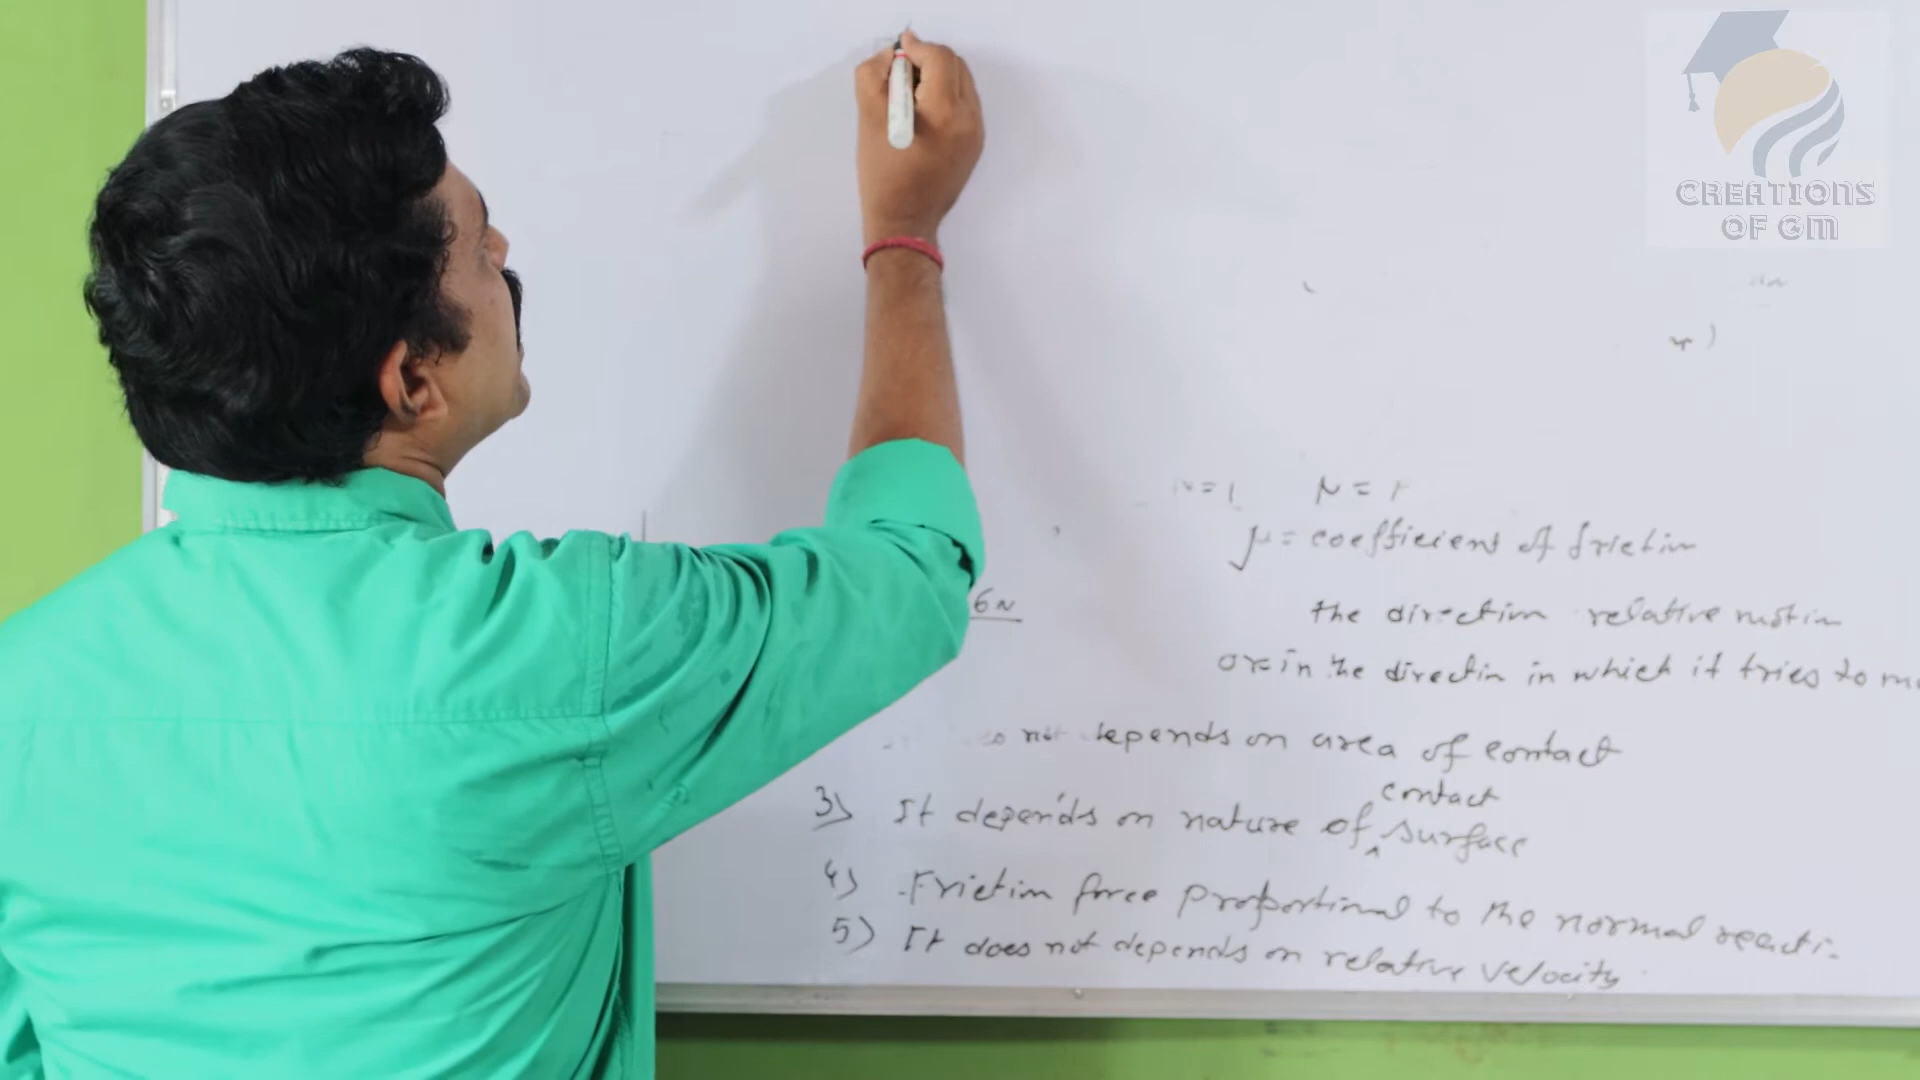 CREATIONS
OF GM
μ =
μ = coefficient of friction
6N
the direction relative motion
or in the direction in which it tries to
not depends on area of contact
contact
3) It depends on nature of ^ surface
4) Friction force proportional to the normal reacti
5) It does not depends on relative velocity